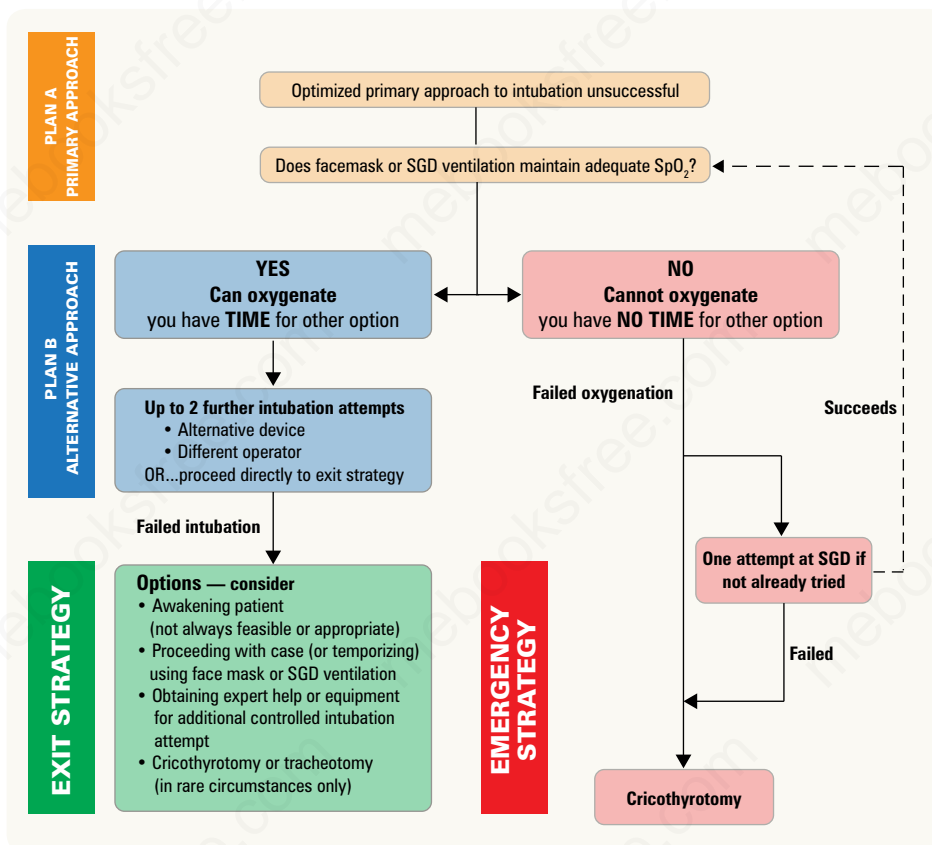 PLAN A
PRIMARY APPROACH
Optimized primary approach to intubation unsuccessful
Does facemask or SGD ventilation maintain adequate SpO₂?
PLAN B
ALTERNATIVE APPROACH
YES
Can oxygenate
you have TIME for other option
NO
Cannot oxygenate
you have NO TIME for other option
Up to 2 further intubation attempts
• Alternative device
• Different operator
OR...proceed directly to exit strategy
Failed oxygenation
Succeeds
Failed intubation
One attempt at SGD if
not already tried
Failed
EXIT STRATEGY
Options — consider
• Awakening patient
(not always feasible or appropriate)
• Proceeding with case (or temporizing)
using face mask or SGD ventilation
• Obtaining expert help or equipment
for additional controlled intubation
attempt
• Cricothyrotomy or tracheotomy
(in rare circumstances only)
EMERGENCY
STRATEGY
Cricothyrotomy